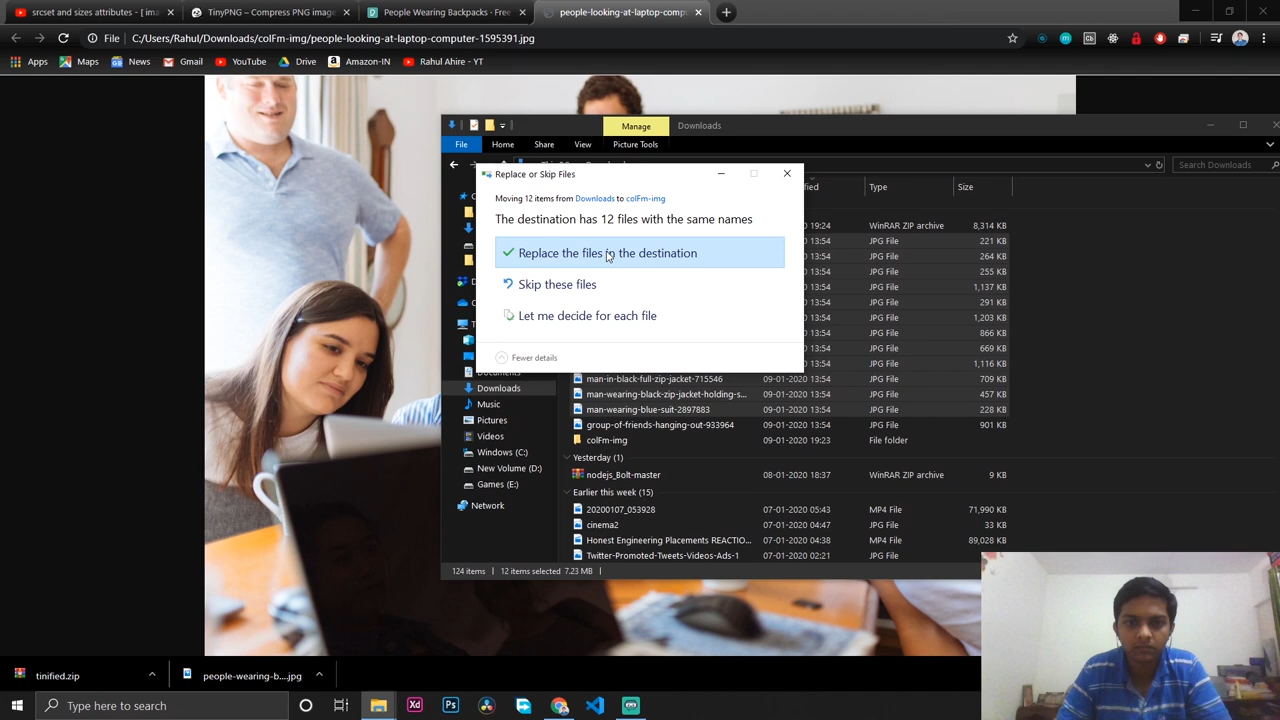 srcset and sizes attributes - [ ima
TinyPNG – Compress PNG image
People Wearing Backpacks · Free
people-looking-at-laptop-comp
File
C:/Users/Rahul/Downloads/colFm-img/people-looking-at-laptop-computer-1595391.jpg
Apps
Maps
News
Gmail
YouTube
Drive
Amazon-IN
Rahul Ahire - YT
Manage
Downloads
File
Home
Share
View
Picture Tools
Search Downloads
Replace or Skip Files
Type
Size
Moving 12 items from Downloads to colFm-img
The destination has 12 files with the same names
Replace the files in the destination
Skip these files
Let me decide for each file
Fewer details
19:24 WinRAR ZIP archive 8,314 KB
13:54 JPG File 221 KB
13:54 JPG File 264 KB
13:54 JPG File 255 KB
13:54 JPG File 1,137 KB
13:54 JPG File 291 KB
13:54 JPG File 1,203 KB
13:54 JPG File 866 KB
13:54 JPG File 669 KB
13:54 JPG File 1,116 KB
man-in-black-full-zip-jacket-715546 09-01-2020 13:54 JPG File 709 KB
man-wearing-black-zip-jacket-holding-s... 09-01-2020 13:54 JPG File 457 KB
man-wearing-blue-suit-2897883 09-01-2020 13:54 JPG File 228 KB
group-of-friends-hanging-out-933964 09-01-2020 13:54 JPG File 901 KB
colFm-img 09-01-2020 19:23 File folder
Yesterday (1)
nodejs_Bolt-master 08-01-2020 18:37 WinRAR ZIP archive 9 KB
Earlier this week (15)
20200107_053928 07-01-2020 05:43 MP4 File 71,990 KB
cinema2 07-01-2020 04:47 JPG File 33 KB
Honest Engineering Placements REACTIO... 07-01-2020 04:38 MP4 File 89,028 KB
Twitter-Promoted-Tweets-Videos-Ads-1 07-01-2020 02:21 JPG File
Downloads
Music
Pictures
Videos
Windows (C:)
New Volume (D:)
Games (E:)
Network
124 items
12 items selected 7.23 MB
tinified.zip
people-wearing-b....jpg
Type here to search
Xd
Ps